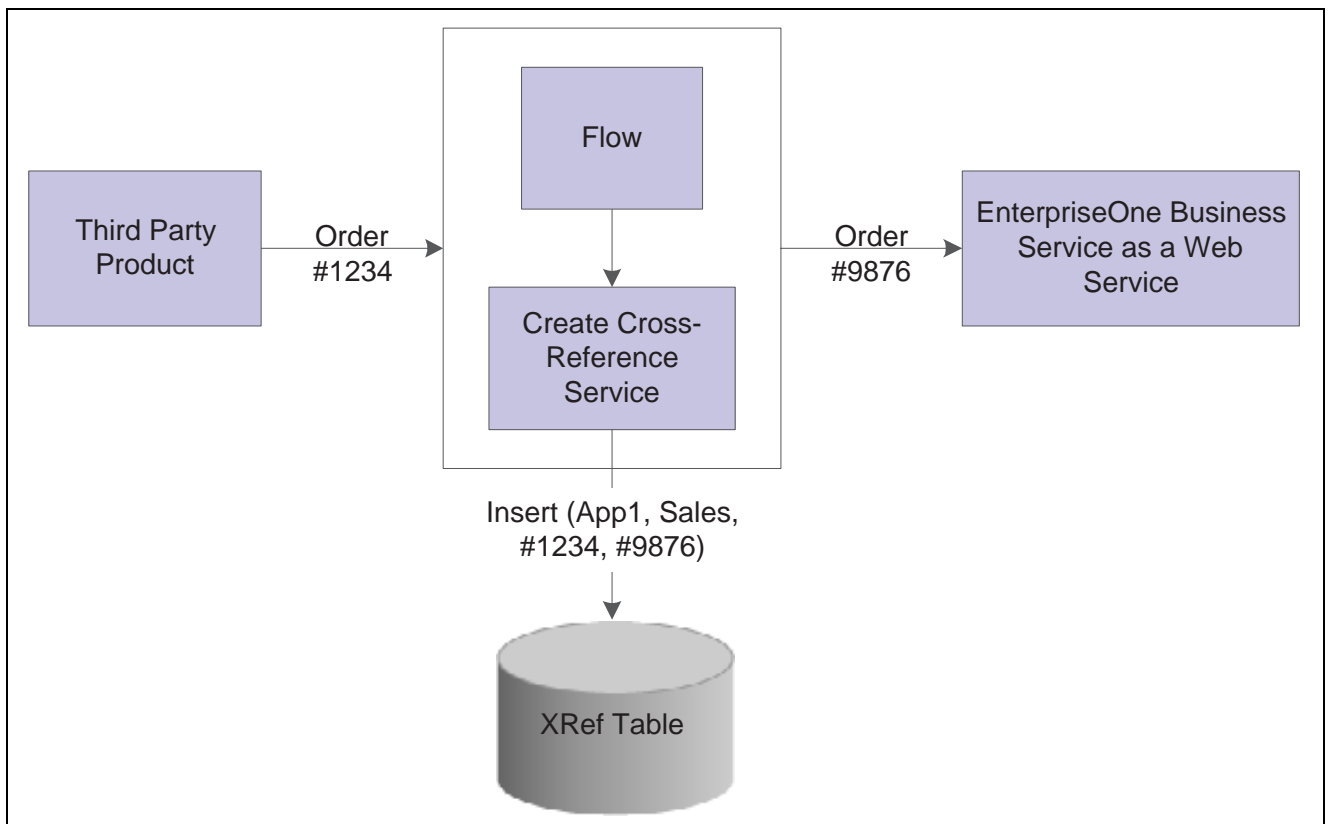 Flow
Third Party
Product
Order
#1234
Create Cross-
Reference
Service
Order
#9876
EnterpriseOne Business
Service as a Web
Service
Insert (App1, Sales,
#1234, #9876)
XRef Table